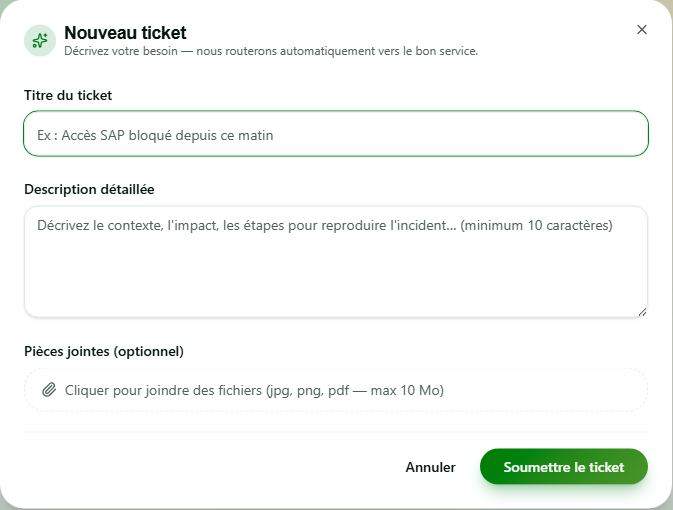 Nouveau ticket
Décrivez votre besoin — nous routerons automatiquement vers le bon service.
Titre du ticket
Ex : Accès SAP bloqué depuis ce matin
Description détaillée
Décrivez le contexte, l'impact, les étapes pour reproduire l'incident... (minimum 10 caractères)
Pièces jointes (optionnel)
Cliquer pour joindre des fichiers (jpg, png, pdf — max 10 Mo)
Annuler
Soumettre le ticket